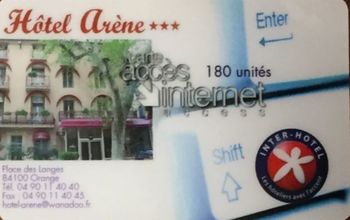 Hôtel Arène ★★★
Enter
carte
accès
internet
access
180 unités
Shift
INTER-HOTEL
Les hôteliers avec l'accent
Place des Langes
84100 Orange
Tél. 04 90 11 40 40
Fax : 04 90 11 40 45
hotel-arene@wanadoo.fr